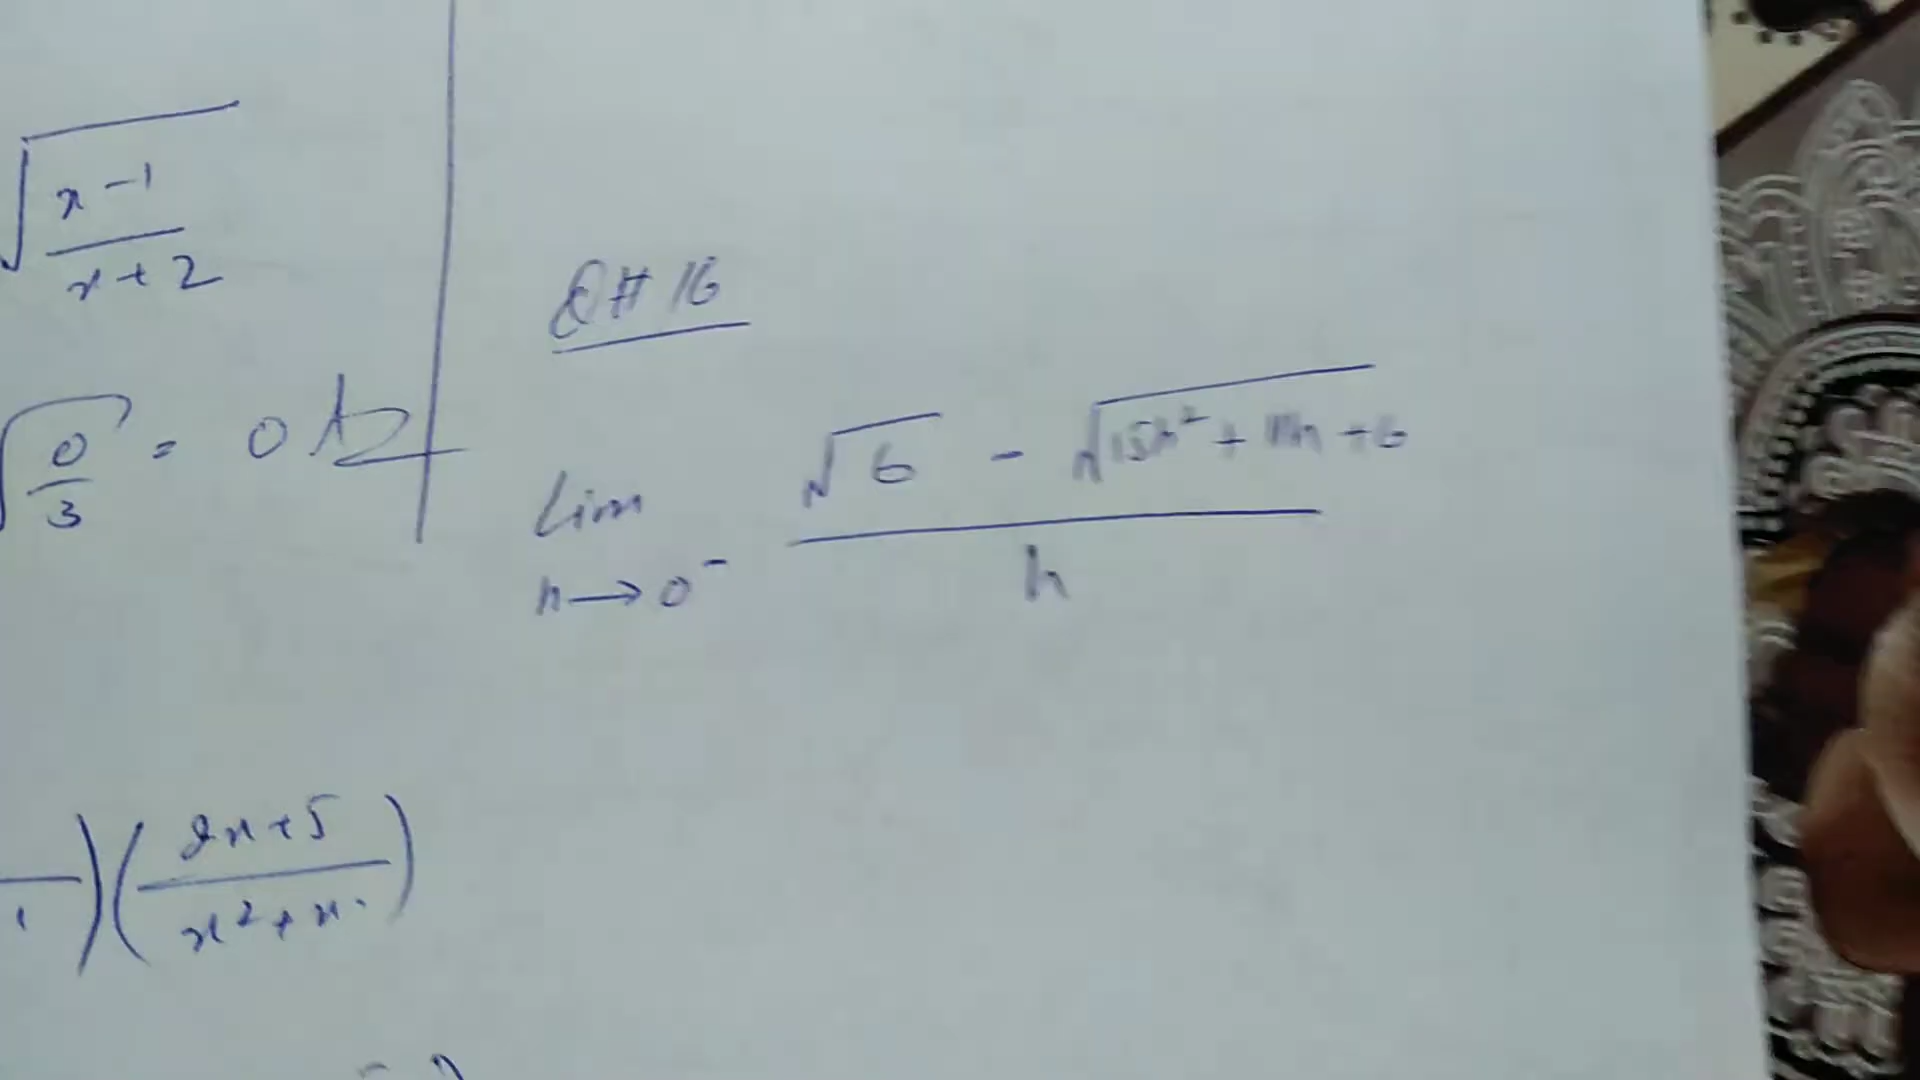 √((x-1)/(x+2))
√(0/3) = 0 A
)((2x+5)/(x²+x))
Q#16
Lim h→0⁻ (√6 - √(15h²+11h+6))/h